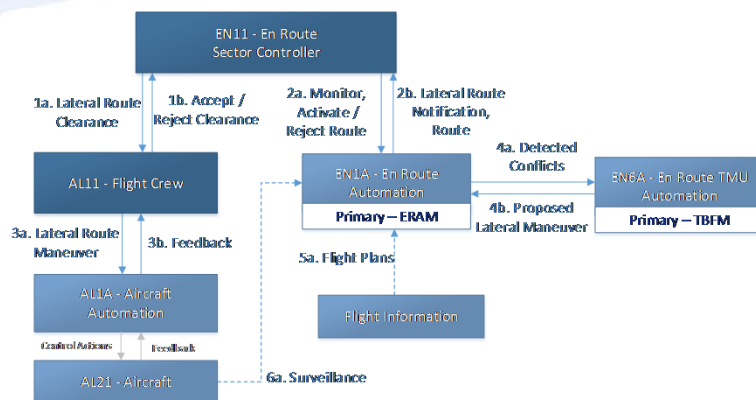 EN11 - En Route
Sector Controller
1a. Lateral Route
Clearance
1b. Accept /
Reject Clearance
2a. Monitor,
Activate /
Reject Route
2b. Lateral Route
Notification,
Route
AL11 - Flight Crew
EN1A - En Route
Automation
Primary – ERAM
4a. Detected
Conflicts
4b. Proposed
Lateral Maneuver
EN6A - En Route TMU
Automation
Primary – TBFM
3a. Lateral Route
Maneuver
3b. Feedback
5a. Flight Plans
AL1A - Aircraft
Automation
Flight Information
Control Actions
Feedback
AL21 - Aircraft
6a. Surveillance